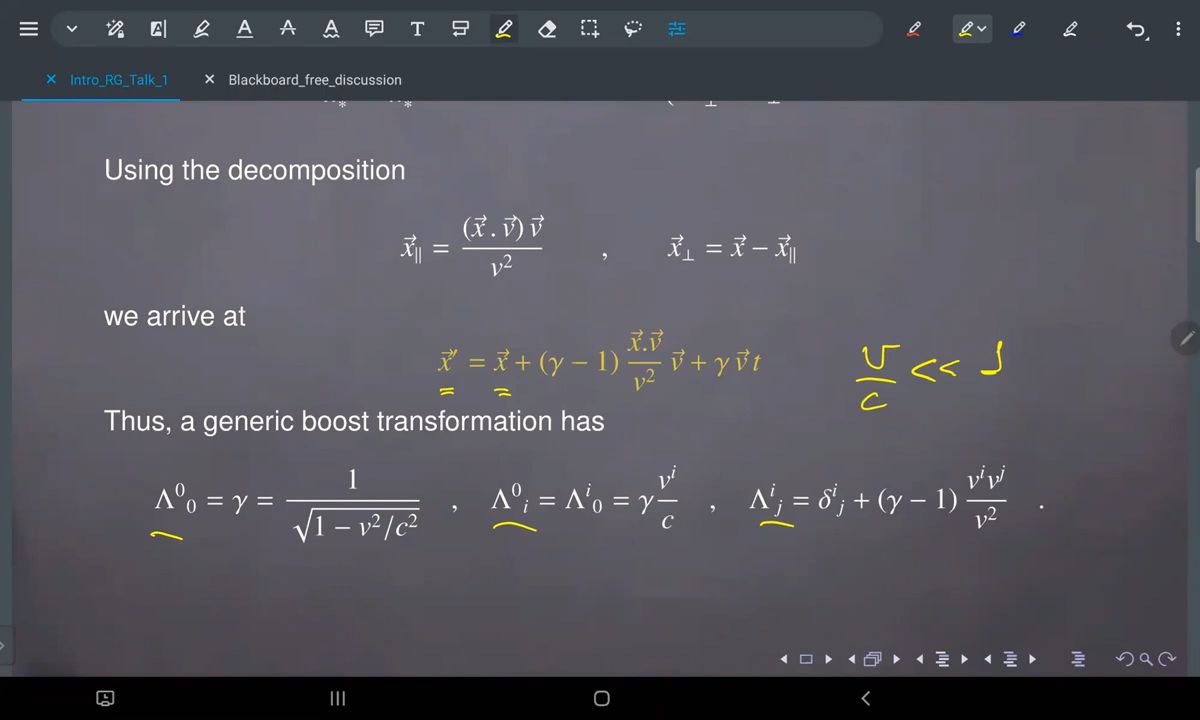 Intro_RG_Talk_1 Blackboard_free_discussion
Using the decomposition
x⃗∥ = (x⃗ . v⃗) v⃗ / v² , x⃗⊥ = x⃗ − x⃗∥
we arrive at
x⃗′ = x⃗ + (γ − 1) x⃗.v⃗ / v² v⃗ + γ v⃗ t
v/c << 1
Thus, a generic boost transformation has
Λ⁰₀ = γ = 1 / √(1 − v²/c²) , Λ⁰ᵢ = Λⁱ₀ = γ vⁱ/c , Λⁱⱼ = δⁱⱼ + (γ − 1) vⁱvʲ / v² .